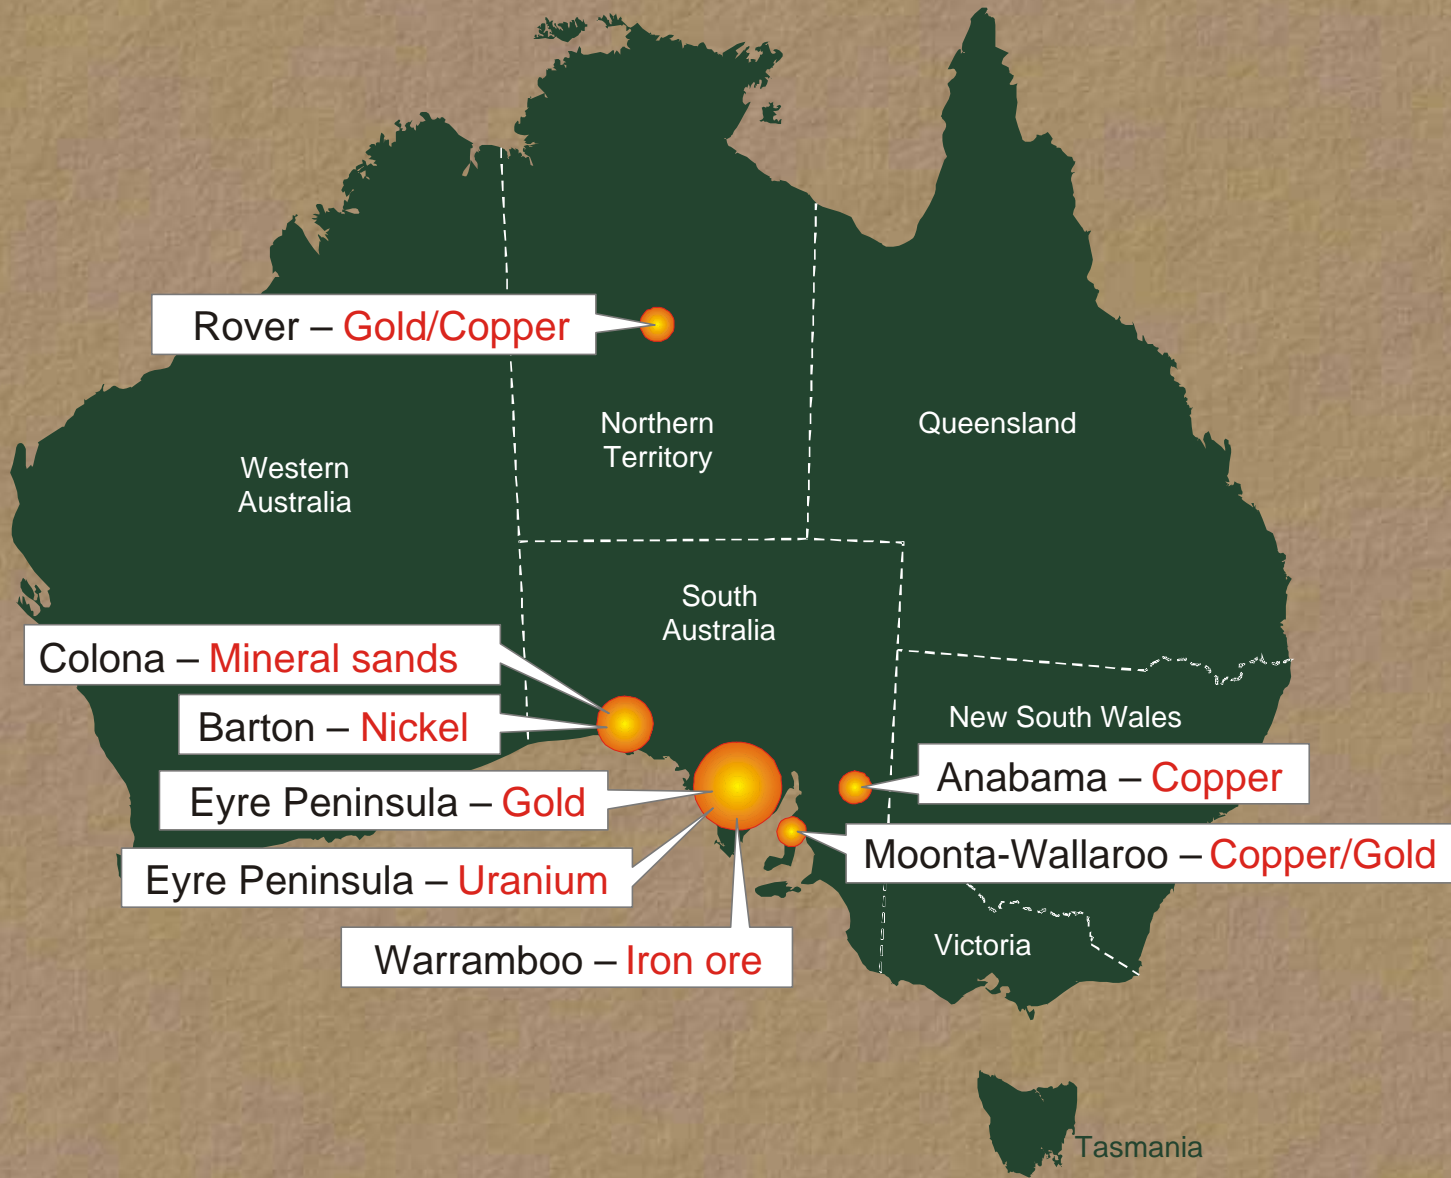 Rover – Gold/Copper
Northern
Territory
Queensland
Western
Australia
South
Australia
Colona – Mineral sands
Barton – Nickel
New South Wales
Anabama – Copper
Eyre Peninsula – Gold
Moonta-Wallaroo – Copper/Gold
Eyre Peninsula – Uranium
Victoria
Warramboo – Iron ore
Tasmania